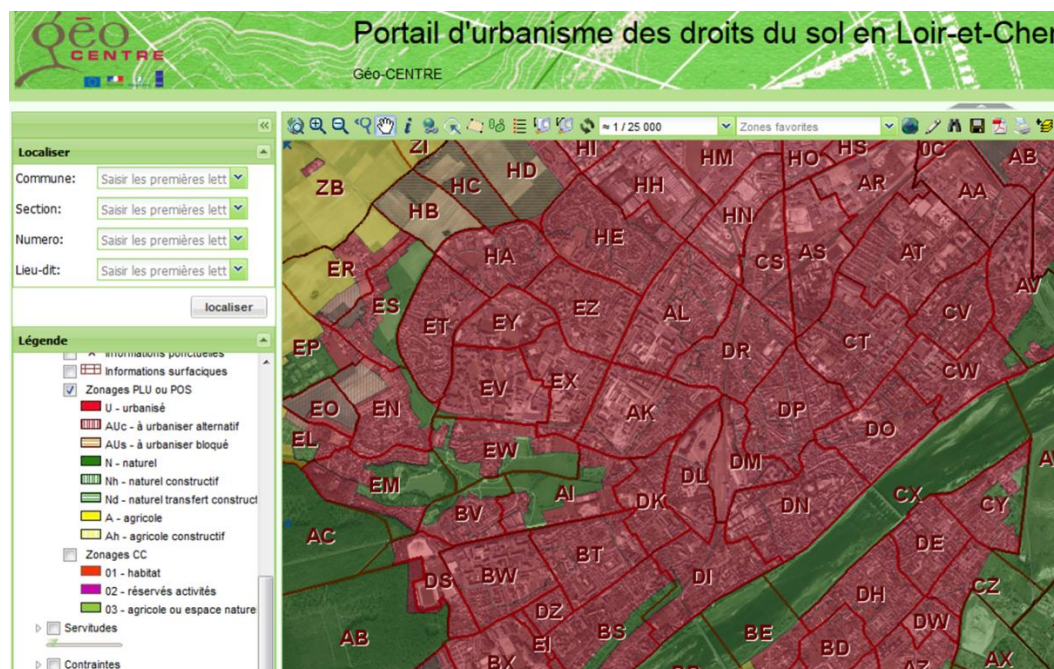 géo
CENTRE
Portail d'urbanisme des droits du sol en Loir-et-Cher
Géo-CENTRE
≈ 1 / 25 000
Zones favorites
Localiser
Commune: Saisir les premières lett
Section: Saisir les premières lett
Numero: Saisir les premières lett
Lieu-dit: Saisir les premières lett
localiser
Légende
Informations ponctuelles
Informations surfaciques
Zonages PLU ou POS
U - urbanisé
AUc - à urbaniser alternatif
AUs - à urbaniser bloqué
N - naturel
Nh - naturel constructif
Nd - naturel transfert construct
A - agricole
Ah - agricole constructif
Zonages CC
01 - habitat
02 - réservés activités
03 - agricole ou espace nature
Servitudes
Contraintes
ZI HI HM HO HS 0C AB
ZB HC HD HH AR AA
HB HN
HA HE CS AS AT
ER
ES AV
ET EY EZ AL CV
EP DR CT
EV EX CW
EO EN AK DP
EL EW DO
EM AI DL DM
BV DK DN CX CY
AC
BT DE
DS BW DI CZ
DZ DH
AB EI BS BE BD DW
BX AX